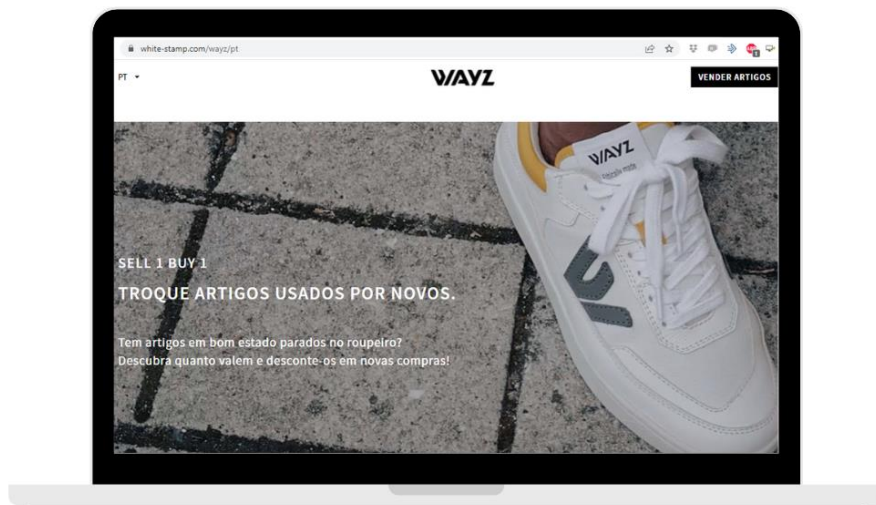 white-stamp.com/wayz/pt
PT
WAYZ
VENDER ARTIGOS
WAYZ
SELL 1 BUY 1
TROQUE ARTIGOS USADOS POR NOVOS.
Tem artigos em bom estado parados no roupeiro?
Descubra quanto valem e desconte-os em novas compras!